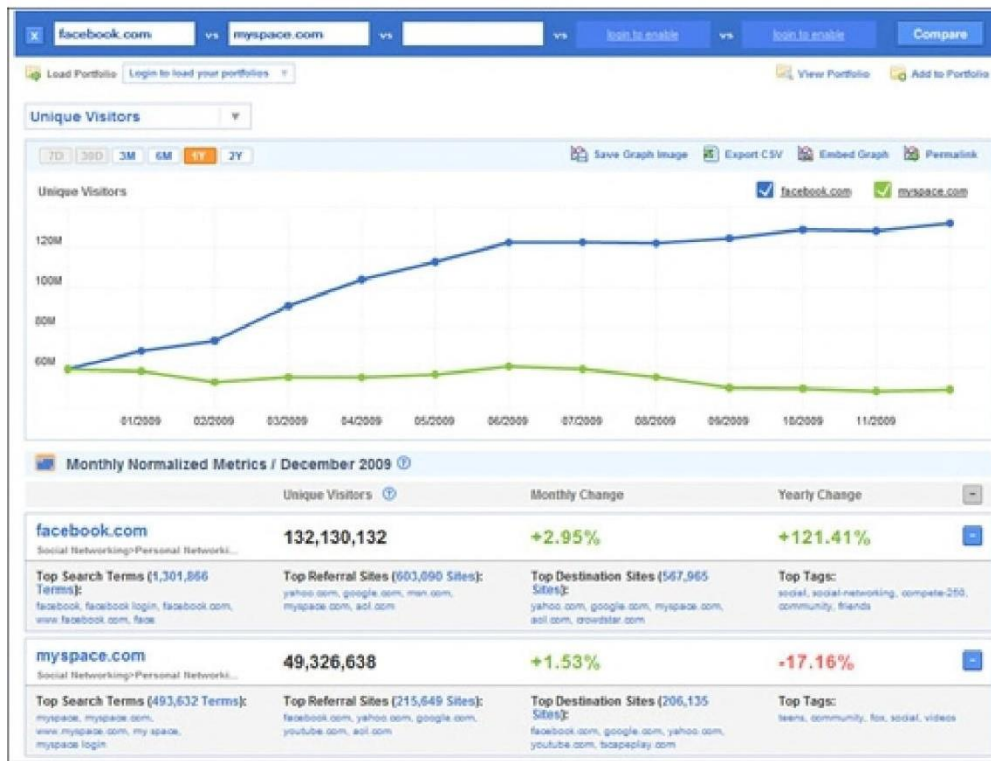 x facebook.com vs myspace.com vs vs login to enable vs login to enable Compare
Load Portfolio Login to load your portfolios View Portfolio Add to Portfolio
Unique Visitors
7D 30D 3M 6M 1Y 2Y Save Graph Image Export CSV Embed Graph Permalink
Unique Visitors facebook.com myspace.com
120M
100M
80M
60M
01/2009 02/2009 03/2009 04/2009 05/2009 06/2009 07/2009 08/2009 09/2009 10/2009 11/2009
Monthly Normalized Metrics / December 2009 ?
Unique Visitors ? Monthly Change Yearly Change
facebook.com 132,130,132 +2.95% +121.41%
Social Networking>Personal Networki...
Top Search Terms (1,301,866 Top Referral Sites (603,090 Sites): Top Destination Sites (567,965 Top Tags:
Terms): yahoo.com, google.com, msn.com, Sites): social, social-networking, compete-250,
facebook, facebook login, facebook.com, myspace.com, aol.com yahoo.com, google.com, myspace.com, community, friends
www.facebook.com, face aol.com, crowdstar.com
myspace.com 49,326,638 +1.53% -17.16%
Social Networking>Personal Networki...
Top Search Terms (493,632 Terms): Top Referral Sites (215,649 Sites): Top Destination Sites (206,135 Top Tags:
myspace, myspace.com, facebook.com, yahoo.com, google.com, Sites): teens, community, fox, social, videos
www.myspace.com, my space, youtube.com, aol.com facebook.com, google.com, yahoo.com,
myspace login youtube.com, bcapeplay.com